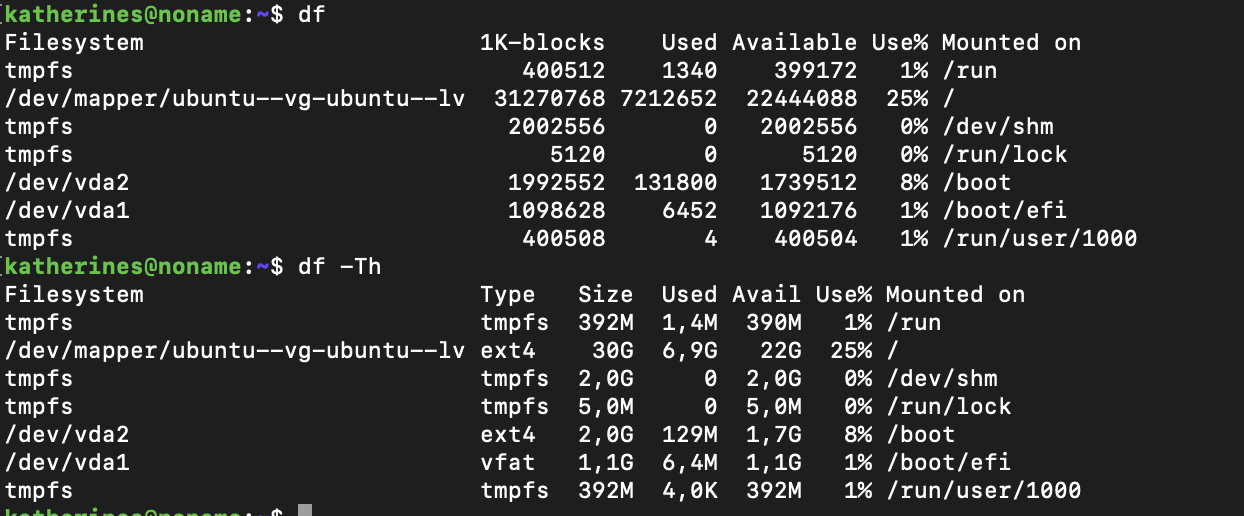 katherines@noname:~$ df
Filesystem                        1K-blocks    Used Available Use% Mounted on
tmpfs                                400512    1340    399172   1% /run
/dev/mapper/ubuntu--vg-ubuntu--lv  31270768 7212652  22444088  25% /
tmpfs                               2002556       0   2002556   0% /dev/shm
tmpfs                                  5120       0      5120   0% /run/lock
/dev/vda2                           1992552  131800   1739512   8% /boot
/dev/vda1                           1098628    6452   1092176   1% /boot/efi
tmpfs                                400508       4    400504   1% /run/user/1000
katherines@noname:~$ df -Th
Filesystem                        Type   Size  Used Avail Use% Mounted on
tmpfs                             tmpfs  392M  1,4M  390M   1% /run
/dev/mapper/ubuntu--vg-ubuntu--lv ext4    30G  6,9G   22G  25% /
tmpfs                             tmpfs  2,0G     0  2,0G   0% /dev/shm
tmpfs                             tmpfs  5,0M     0  5,0M   0% /run/lock
/dev/vda2                         ext4   2,0G  129M  1,7G   8% /boot
/dev/vda1                         vfat   1,1G  6,4M  1,1G   1% /boot/efi
tmpfs                             tmpfs  392M  4,0K  392M   1% /run/user/1000
katherines@noname:~$